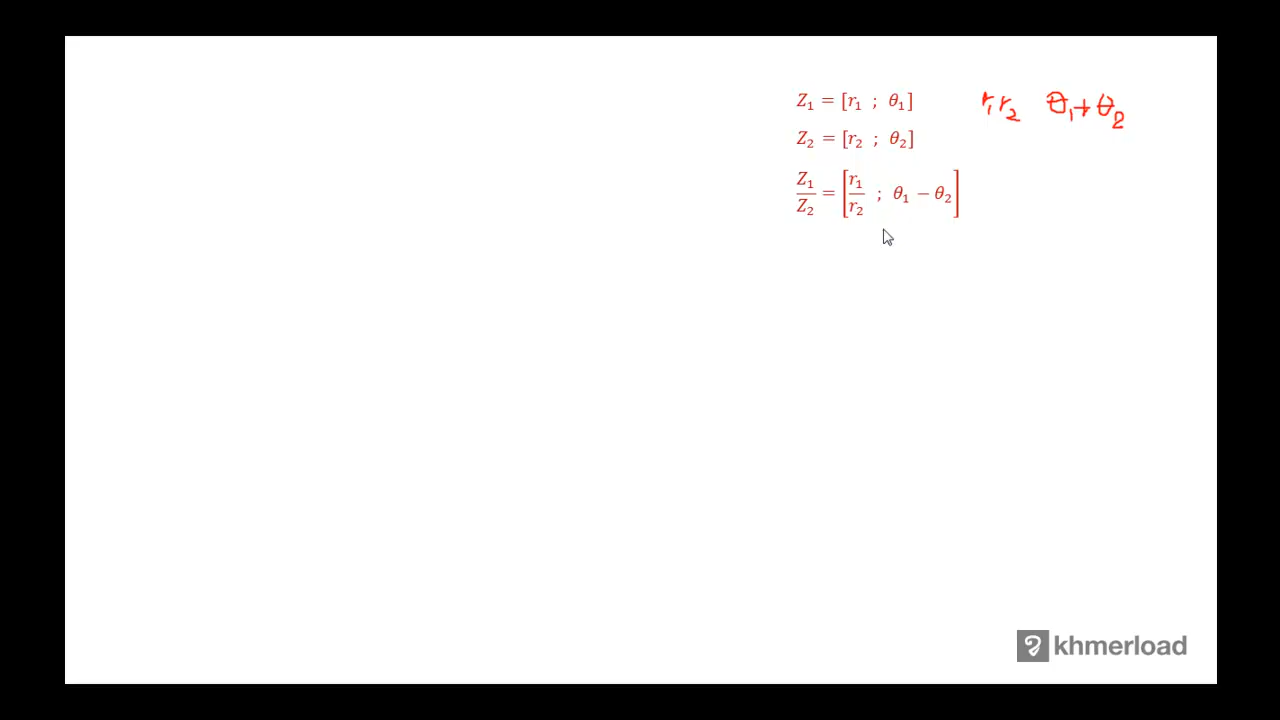 Z₁ = [r₁ ; θ₁] r₁r₂ θ₁+θ₂
Z₂ = [r₂ ; θ₂]
Z₁/Z₂ = [r₁/r₂ ; θ₁ − θ₂]
khmerload